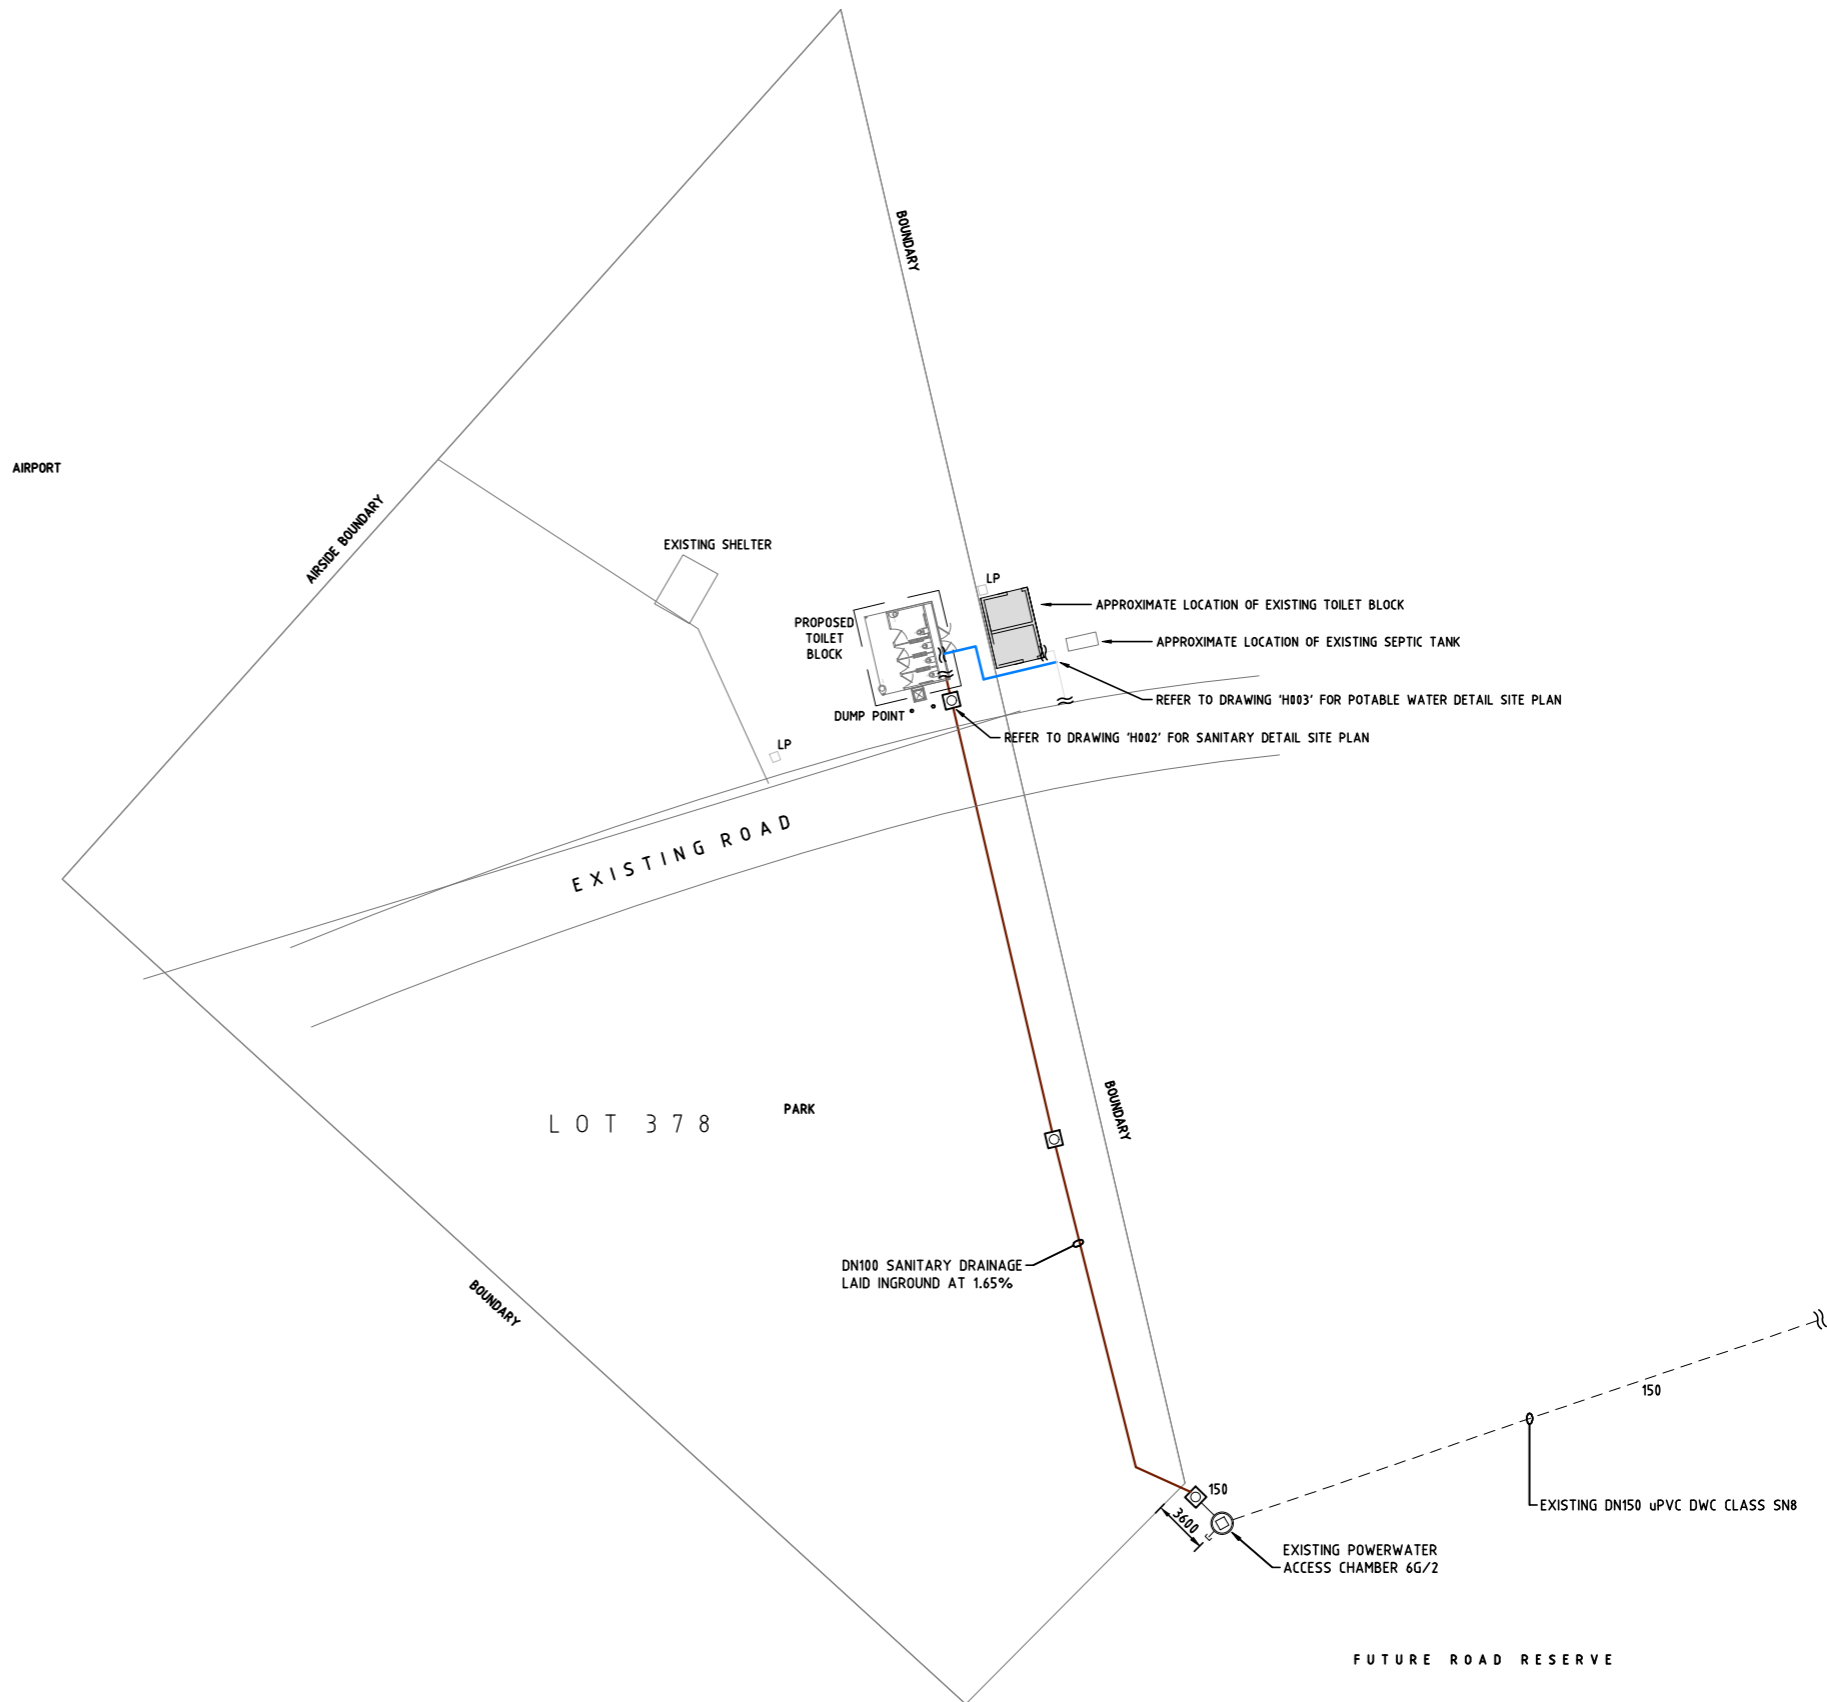 BOUNDARY
AIRPORT
AIRSIDE BOUNDARY
EXISTING SHELTER
LP
APPROXIMATE LOCATION OF EXISTING TOILET BLOCK
PROPOSED
TOILET
BLOCK
APPROXIMATE LOCATION OF EXISTING SEPTIC TANK
REFER TO DRAWING 'H003' FOR POTABLE WATER DETAIL SITE PLAN
DUMP POINT
REFER TO DRAWING 'H002' FOR SANITARY DETAIL SITE PLAN
LP
EXISTING ROAD
LOT 378
PARK
BOUNDARY
DN100 SANITARY DRAINAGE
LAID INGROUND AT 1.65%
BOUNDARY
150
150
3600
EXISTING DN150 uPVC DWC CLASS SN8
EXISTING POWERWATER
ACCESS CHAMBER 6G/2
FUTURE ROAD RESERVE